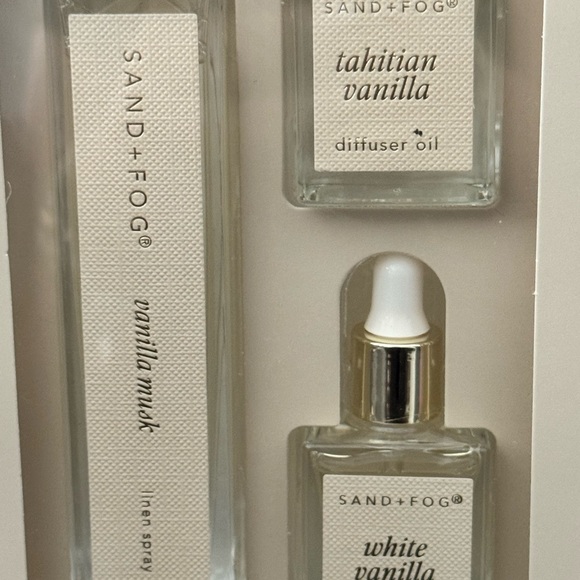 SAND+FOG®
vanilla musk
linen spray
SAND+FOG®
tahitian
vanilla
diffuser oil
SAND+FOG®
white
vanilla